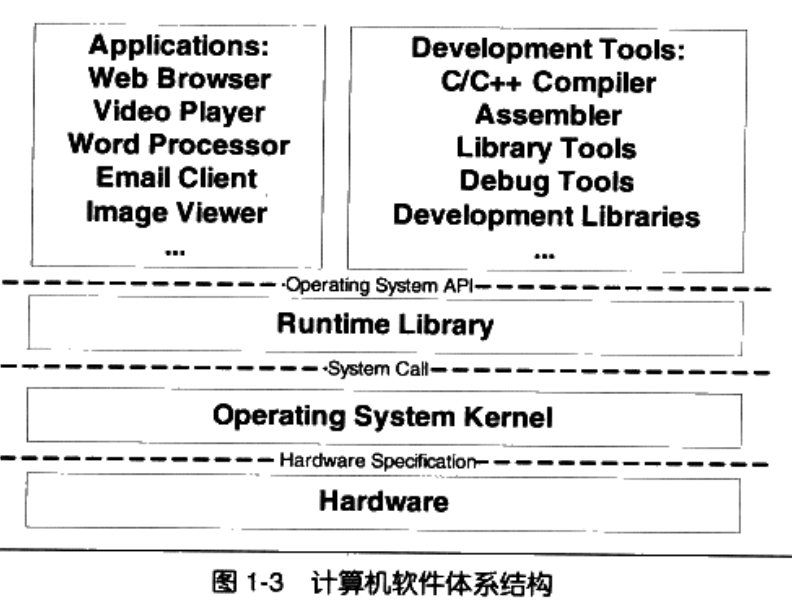 Applications:
Web Browser
Video Player
Word Processor
Email Client
Image Viewer
...
Development Tools:
C/C++ Compiler
Assembler
Library Tools
Debug Tools
Development Libraries
...
Operating System API
Runtime Library
System Call
Operating System Kernel
Hardware Specification
Hardware
图 1-3 计算机软件体系结构